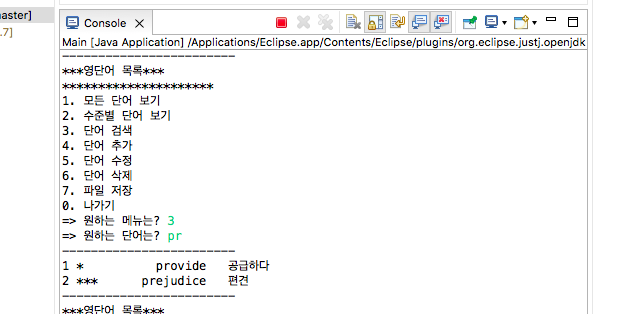 master]
.7]
Console
Main [Java Application] /Applications/Eclipse.app/Contents/Eclipse/plugins/org.eclipse.justj.openjdk
------------------------
***영단어 목록***
*********************
1. 모든 단어 보기
2. 수준별 단어 보기
3. 단어 검색
4. 단어 추가
5. 단어 수정
6. 단어 삭제
7. 파일 저장
0. 나가기
=> 원하는 메뉴는? 3
=> 원하는 단어는? pr
------------------------
1 * provide 공급하다
2 *** prejudice 편견
------------------------
***영단어 목록***